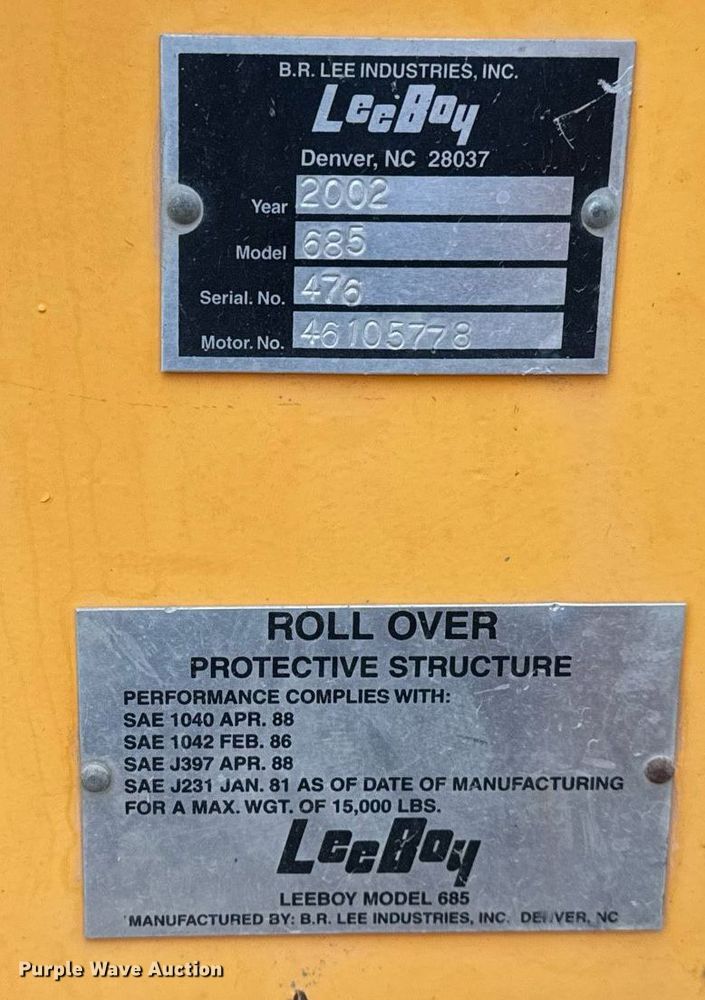 B.R. LEE INDUSTRIES, INC.
LeeBoy
Denver, NC 28037
Year 2002
Model 685
Serial. No. 476
Motor. No. 46105778
ROLL OVER
PROTECTIVE STRUCTURE
PERFORMANCE COMPLIES WITH:
SAE 1040 APR. 88
SAE 1042 FEB. 86
SAE J397 APR. 88
SAE J231 JAN. 81 AS OF DATE OF MANUFACTURING
FOR A MAX. WGT. OF 15,000 LBS.
LeeBoy
LEEBOY MODEL 685
MANUFACTURED BY: B.R. LEE INDUSTRIES, INC. DENVER, NC
Purple Wave Auction